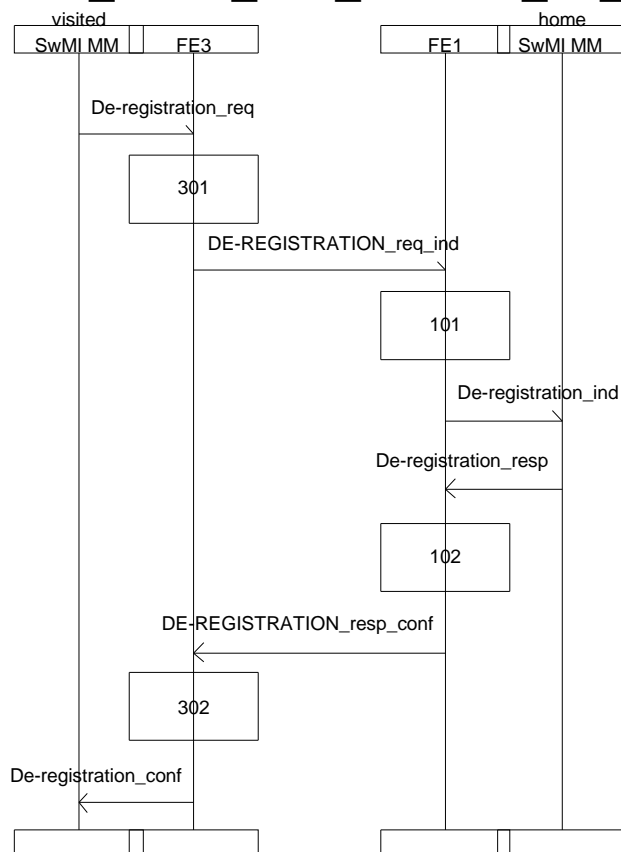 visited
home
SwMI MM
FE3
FE1
SwMI MM
De-registration_req
301
DE-REGISTRATION_req_ind
101
De-registration_ind
De-registration_resp
102
DE-REGISTRATION_resp_conf
302
De-registration_conf